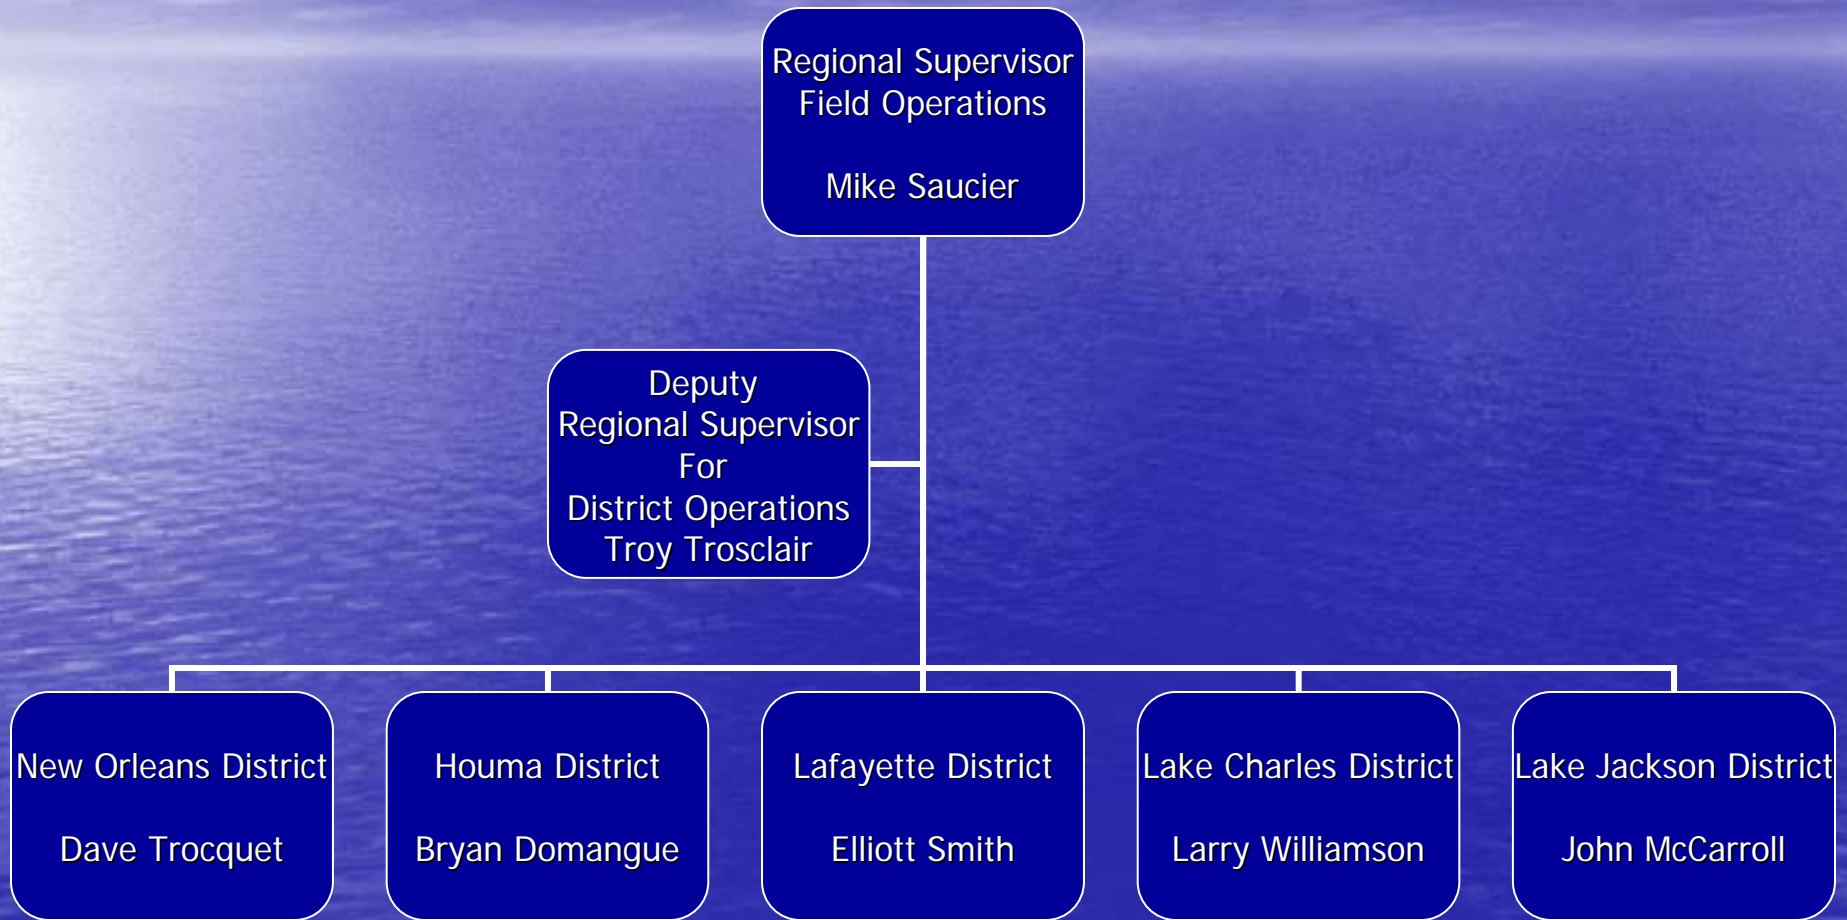 Regional Supervisor
Field Operations
Mike Saucier
Deputy
Regional Supervisor
For
District Operations
Troy Trosclair
New Orleans District
Dave Trocquet
Houma District
Bryan Domangue
Lafayette District
Elliott Smith
Lake Charles District
Larry Williamson
Lake Jackson District
John McCarroll